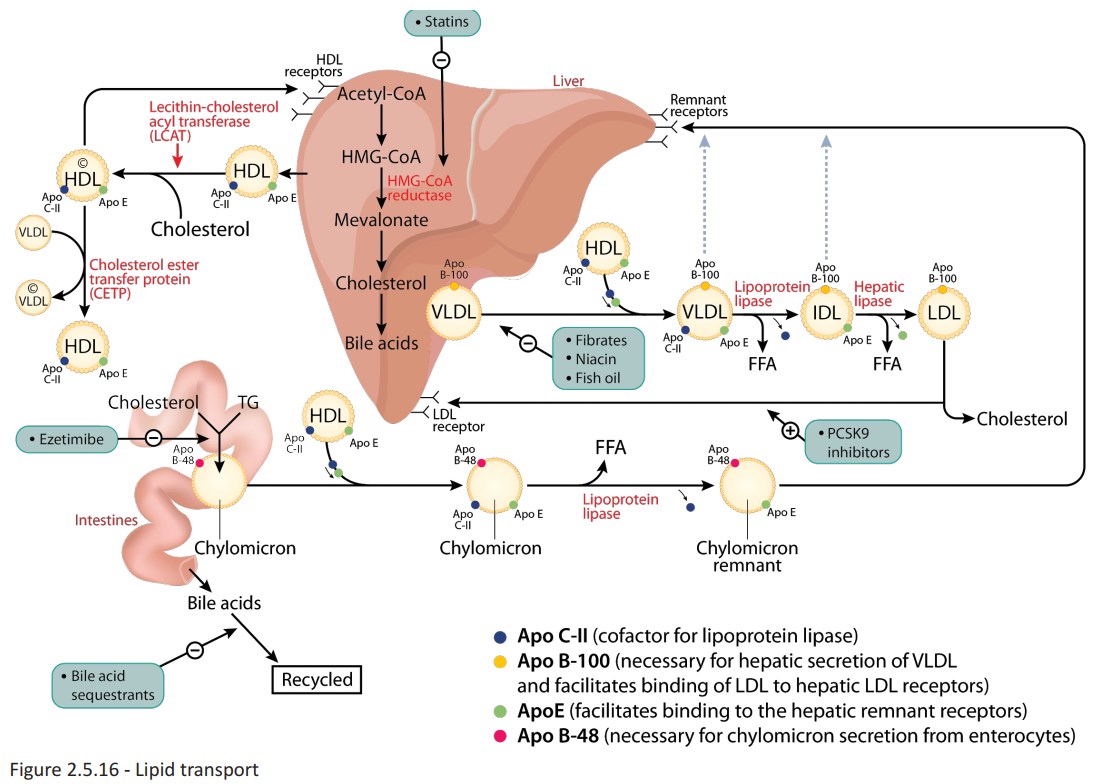 • Statins
HDL
receptors
Liver
Acetyl-CoA
Remnant
receptors
Lecithin-cholesterol
acyl transferase
(LCAT)
HMG-CoA
HMG-CoA
reductase
©
HDL
Apo
C-II
Apo E
HDL
Apo
C-II
Apo E
Cholesterol
Mevalonate
VLDL
Cholesterol ester
transfer protein
(CETP)
©
VLDL
HDL
Apo
C-II
Apo E
Cholesterol
Bile acids
Apo
B-100
VLDL
HDL
Apo
C-II
Apo E
Apo
B-100
VLDL
Apo
C-II
Apo E
Lipoprotein
lipase
FFA
Apo
B-100
IDL
Apo E
Hepatic
lipase
FFA
Apo
B-100
LDL
• Fibrates
• Niacin
• Fish oil
LDL
receptor
Cholesterol
• PCSK9
inhibitors
Cholesterol
TG
• Ezetimibe
Apo
B-48
HDL
Apo
C-II
Apo E
Apo
B-48
Apo
C-II
Apo E
FFA
Lipoprotein
lipase
Apo
B-48
Apo E
Intestines
Chylomicron
Chylomicron
Chylomicron
remnant
Bile acids
• Bile acid
sequestrants
Recycled
Apo C-II (cofactor for lipoprotein lipase)
Apo B-100 (necessary for hepatic secretion of VLDL
and facilitates binding of LDL to hepatic LDL receptors)
ApoE (facilitates binding to the hepatic remnant receptors)
Apo B-48 (necessary for chylomicron secretion from enterocytes)
Figure 2.5.16 - Lipid transport